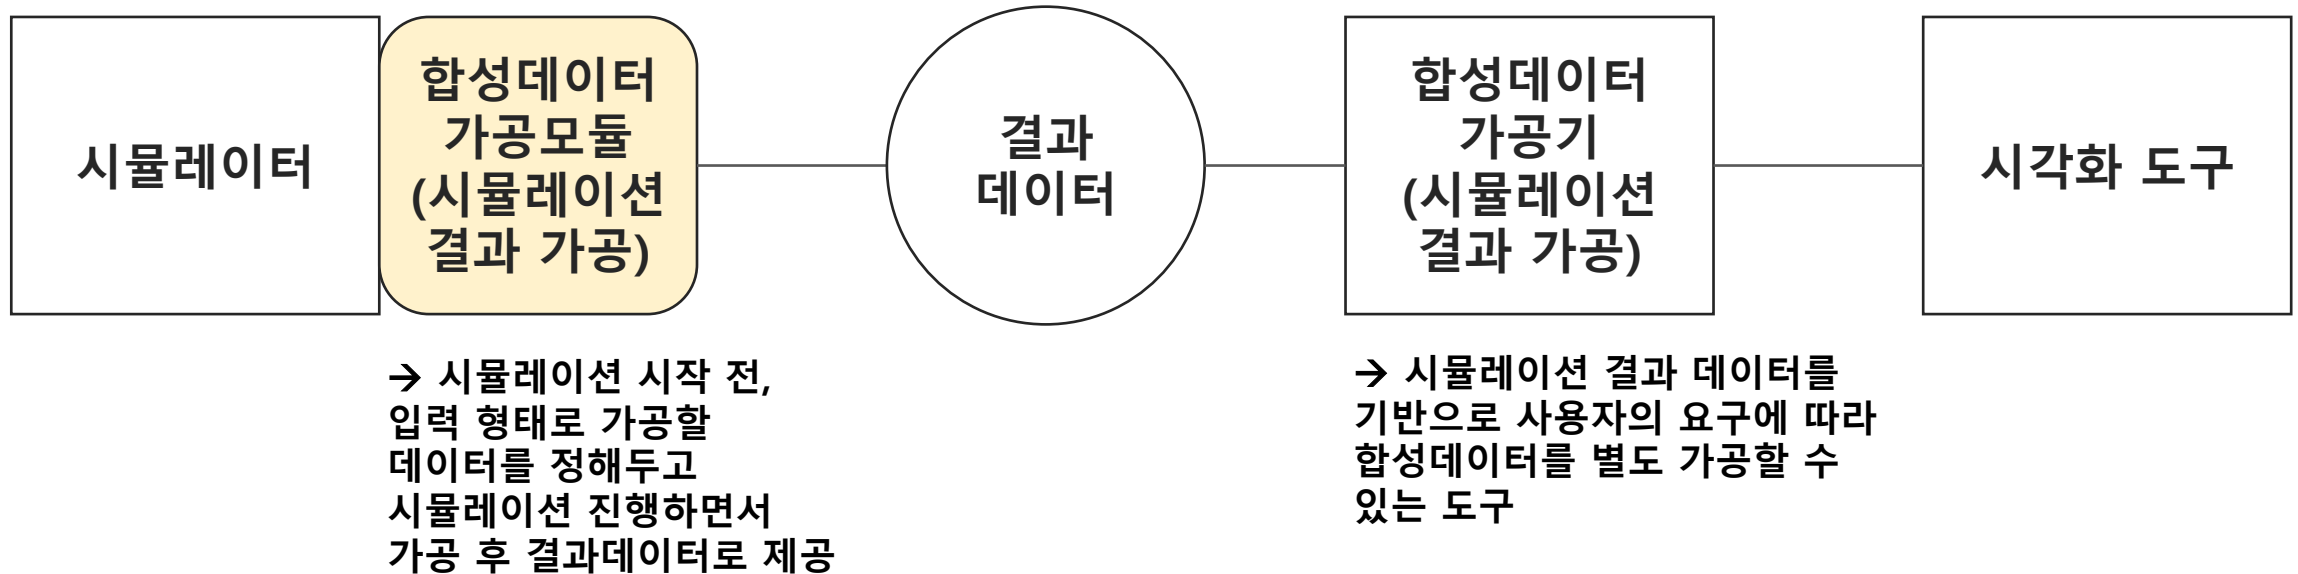 시뮬레이터
합성데이터
가공모듈
(시뮬레이션
결과 가공)
결과
데이터
합성데이터
가공기
(시뮬레이션
결과 가공)
시각화 도구
→ 시뮬레이션 시작 전,
입력 형태로 가공할
데이터를 정해두고
시뮬레이션 진행하면서
가공 후 결과데이터로 제공
→ 시뮬레이션 결과 데이터를
기반으로 사용자의 요구에 따라
합성데이터를 별도 가공할 수
있는 도구